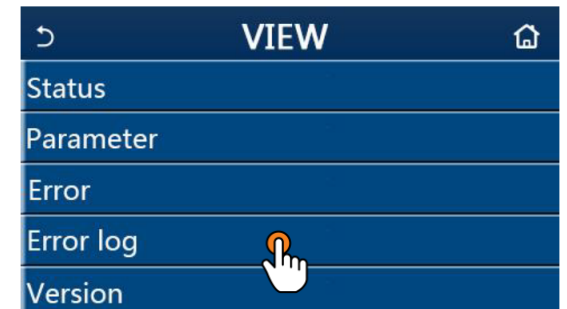 VIEW
Status
Parameter
Error
Error log
Version